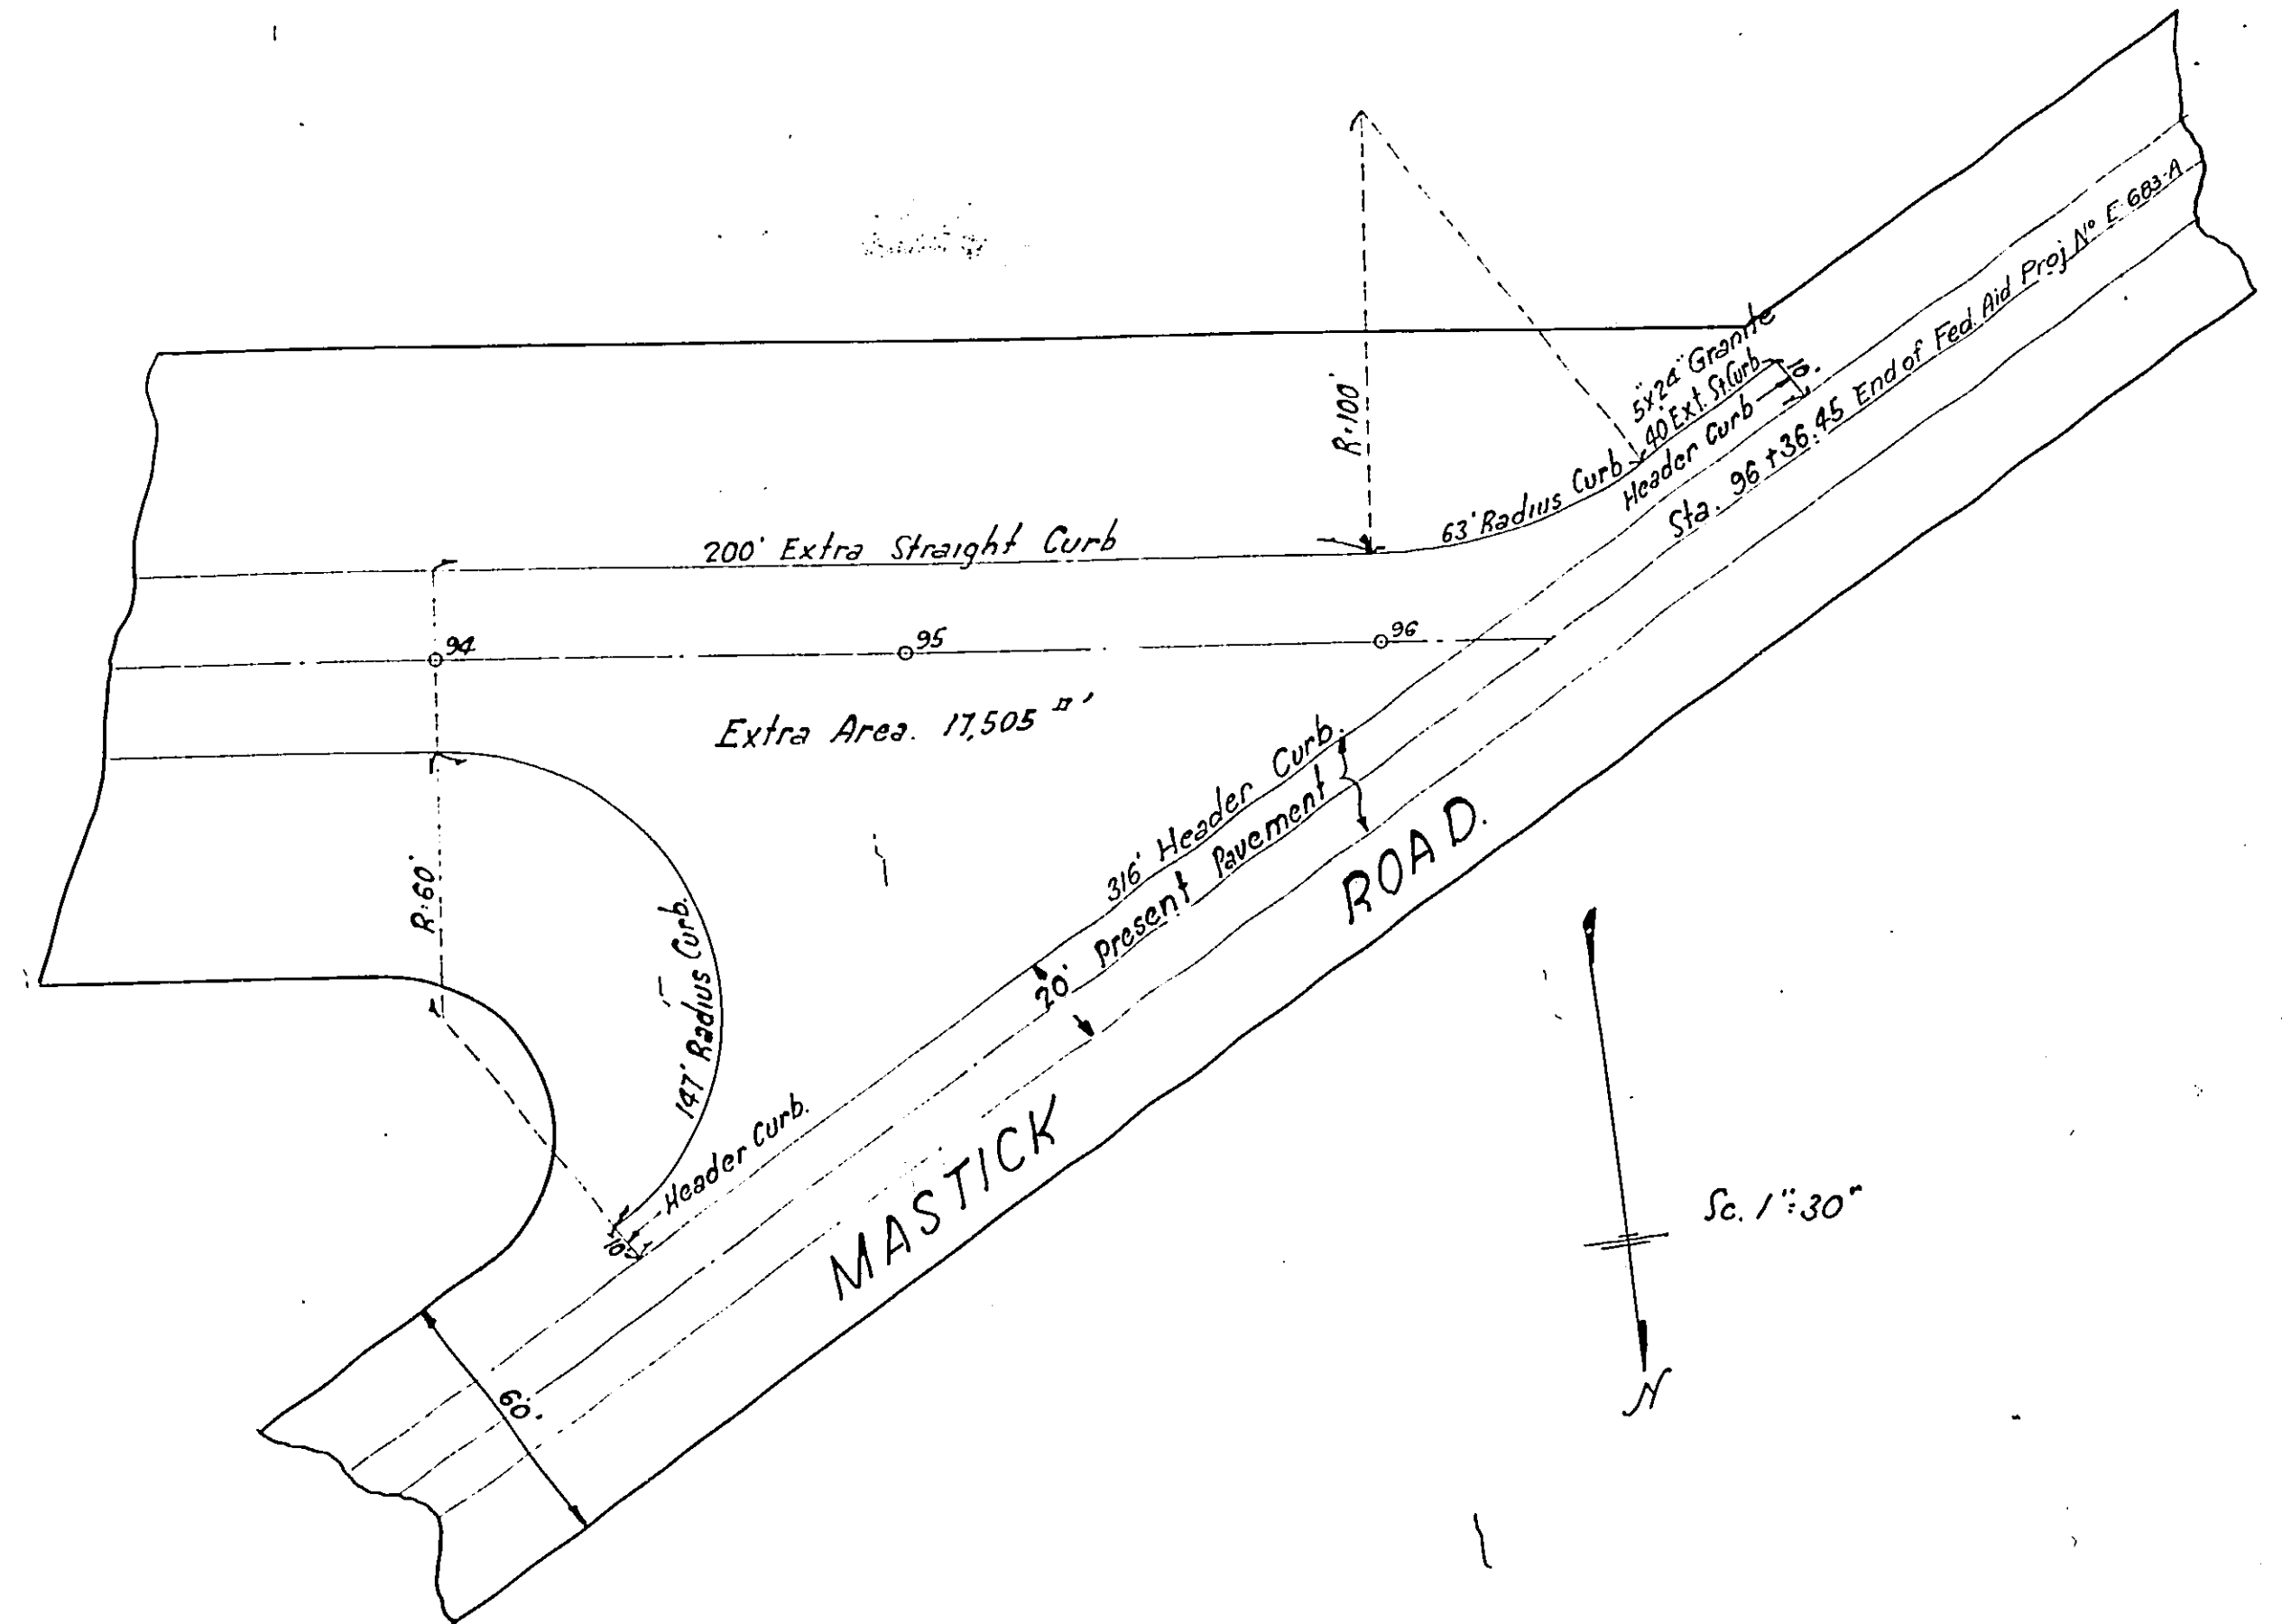 R=100'
5"x24" Granite
40' Ext. St. Curb
10'
Header Curb
63' Radius Curb
Sta. 96+36.45 End of Fed. Aid Proj. Nº E-683-A
200' Extra Straight Curb
94
95
96
Extra Area. 17,505 □'
316' Header Curb.
20' Present Pavement
R=60'
147' Radius Curb.
Header Curb.
10'
MASTICK ROAD.
60'
Sc. 1"=30"
N